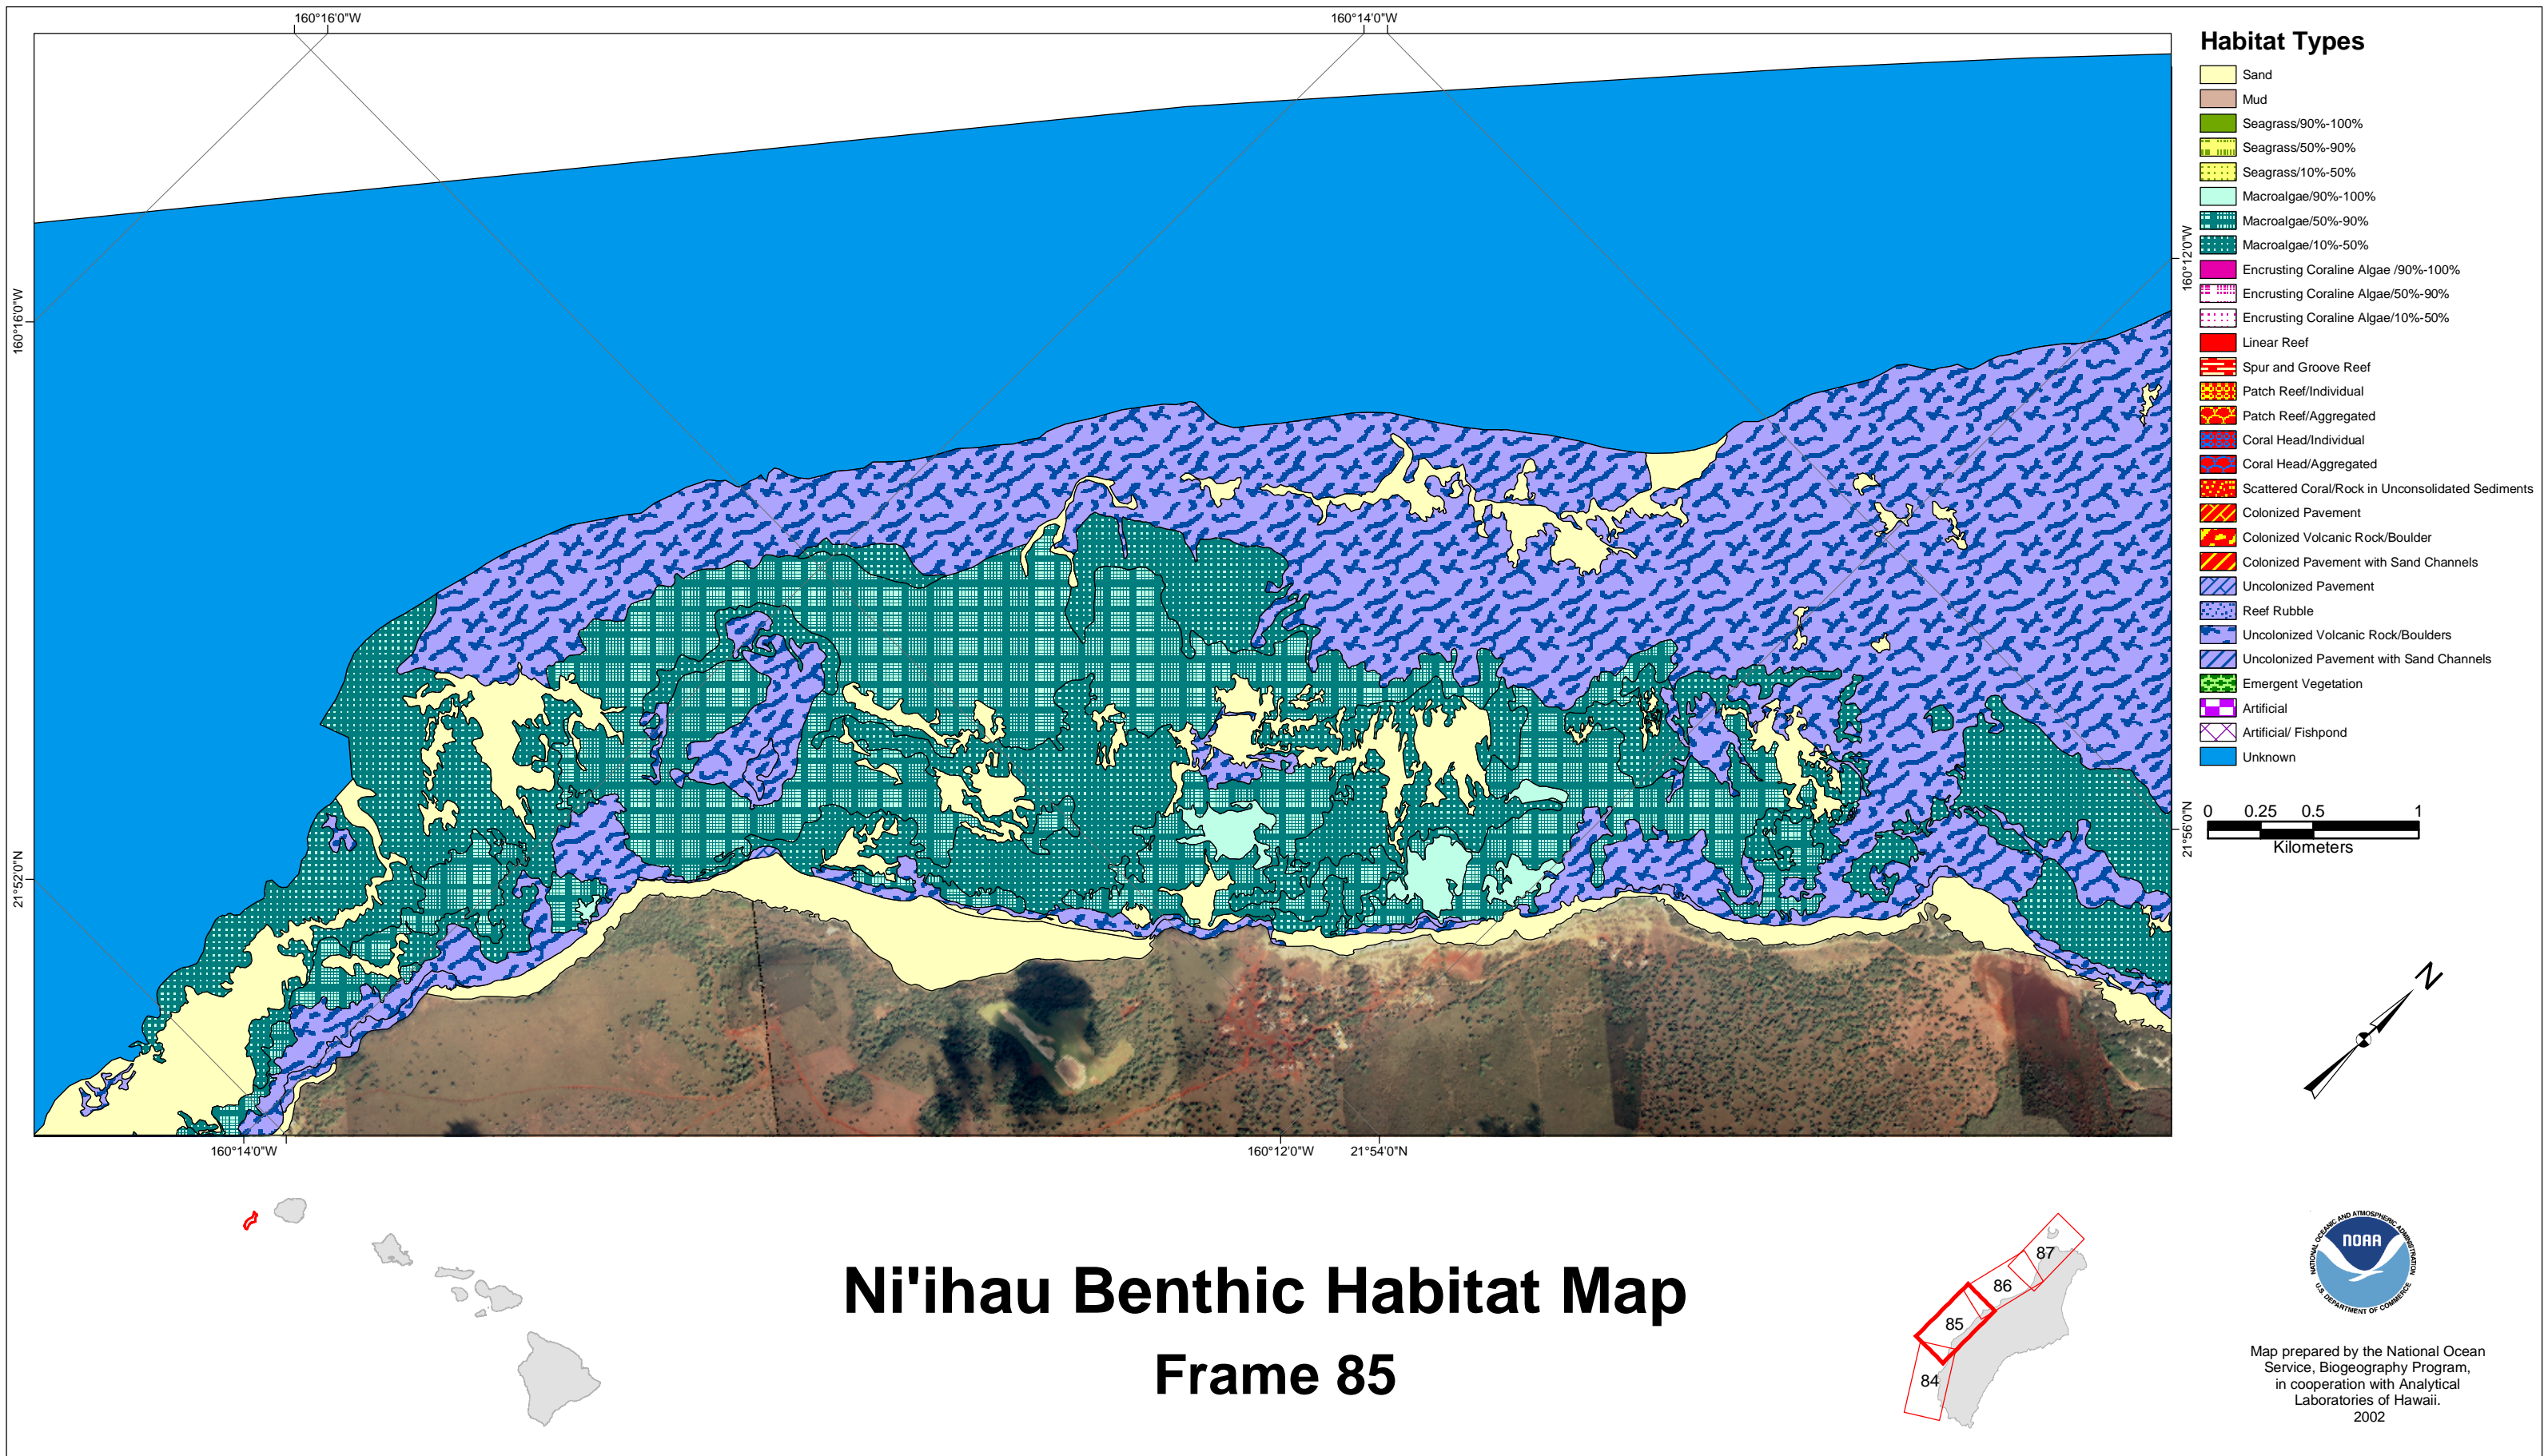 160°16'0"W
160°14'0"W
160°16'0"W
21°52'0"N
160°12'0"W
21°56'0"N
160°14'0"W
160°12'0"W
21°54'0"N
Habitat Types
Sand
Mud
Seagrass/90%-100%
Seagrass/50%-90%
Seagrass/10%-50%
Macroalgae/90%-100%
Macroalgae/50%-90%
Macroalgae/10%-50%
Encrusting Coraline Algae /90%-100%
Encrusting Coraline Algae/50%-90%
Encrusting Coraline Algae/10%-50%
Linear Reef
Spur and Groove Reef
Patch Reef/Individual
Patch Reef/Aggregated
Coral Head/Individual
Coral Head/Aggregated
Scattered Coral/Rock in Unconsolidated Sediments
Colonized Pavement
Colonized Volcanic Rock/Boulder
Colonized Pavement with Sand Channels
Uncolonized Pavement
Reef Rubble
Uncolonized Volcanic Rock/Boulders
Uncolonized Pavement with Sand Channels
Emergent Vegetation
Artificial
Artificial/ Fishpond
Unknown
0 0.25 0.5 1
Kilometers
N
Ni'ihau Benthic Habitat Map
Frame 85
87
86
85
84
NATIONAL OCEANIC AND ATMOSPHERIC ADMINISTRATION
NOAA
U.S. DEPARTMENT OF COMMERCE
Map prepared by the National Ocean
Service, Biogeography Program,
in cooperation with Analytical
Laboratories of Hawaii.
2002